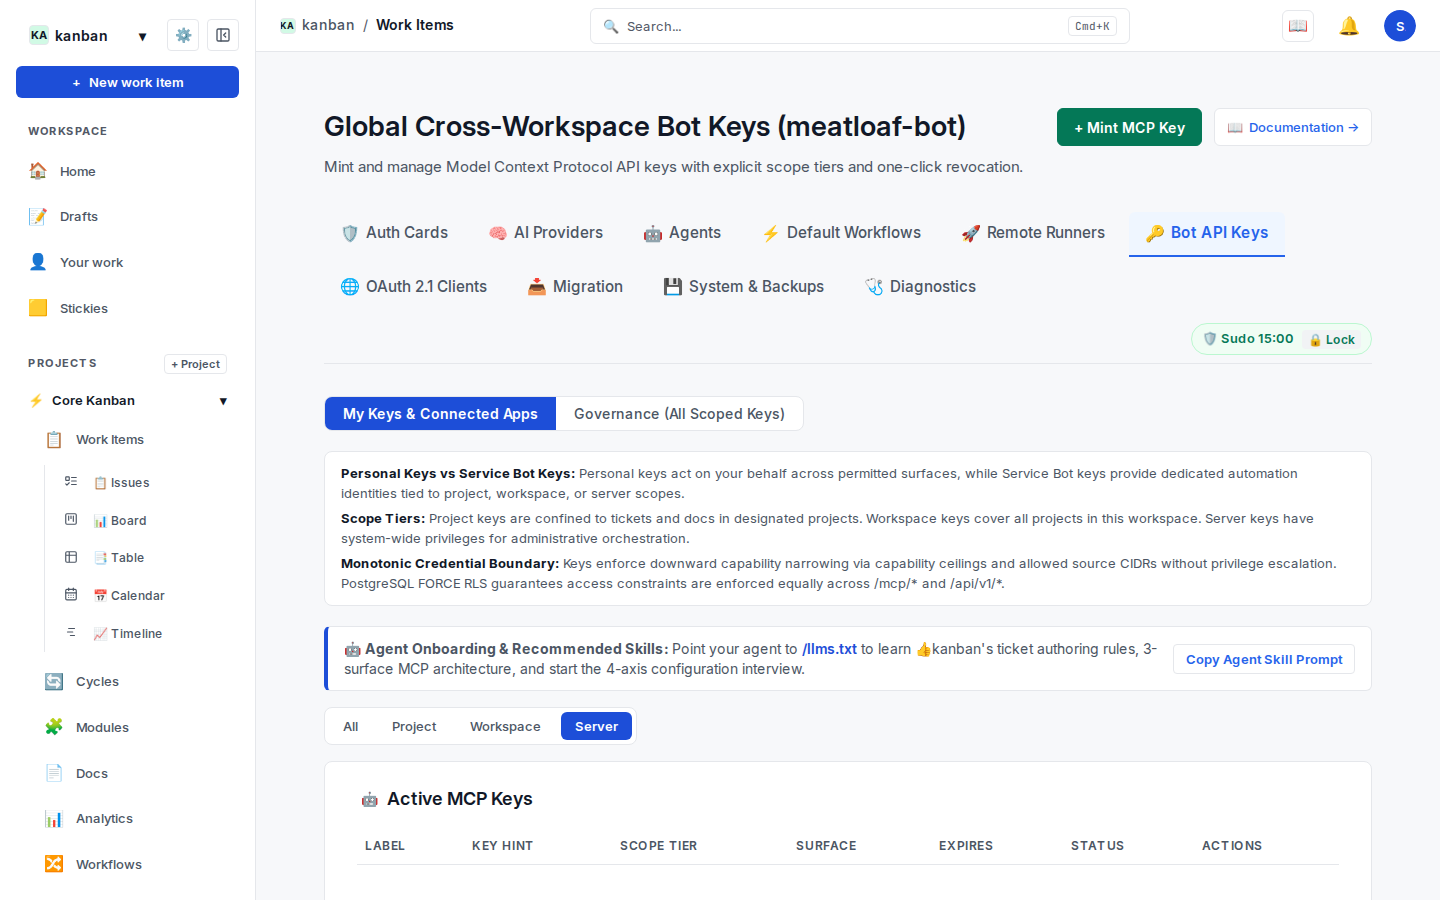 KA kanban ▾
+ New work item
WORKSPACE
Home
Drafts
Your work
Stickies
PROJECTS
+ Project
Core Kanban ▾
Work Items
Issues
Board
Table
Calendar
Timeline
Cycles
Modules
Docs
Analytics
Workflows
KA kanban / Work Items
Search...
Cmd+K
S
Global Cross-Workspace Bot Keys (meatloaf-bot)
+ Mint MCP Key
Documentation →
Mint and manage Model Context Protocol API keys with explicit scope tiers and one-click revocation.
Auth Cards
AI Providers
Agents
Default Workflows
Remote Runners
Bot API Keys
OAuth 2.1 Clients
Migration
System & Backups
Diagnostics
Sudo 15:00
Lock
My Keys & Connected Apps
Governance (All Scoped Keys)
Personal Keys vs Service Bot Keys: Personal keys act on your behalf across permitted surfaces, while Service Bot keys provide dedicated automation
identities tied to project, workspace, or server scopes.
Scope Tiers: Project keys are confined to tickets and docs in designated projects. Workspace keys cover all projects in this workspace. Server keys have
system-wide privileges for administrative orchestration.
Monotonic Credential Boundary: Keys enforce downward capability narrowing via capability ceilings and allowed source CIDRs without privilege escalation.
PostgreSQL FORCE RLS guarantees access constraints are enforced equally across /mcp/* and /api/v1/*.
Agent Onboarding & Recommended Skills: Point your agent to /llms.txt to learn 👍kanban's ticket authoring rules, 3-
surface MCP architecture, and start the 4-axis configuration interview.
Copy Agent Skill Prompt
All
Project
Workspace
Server
Active MCP Keys
LABEL
KEY HINT
SCOPE TIER
SURFACE
EXPIRES
STATUS
ACTIONS